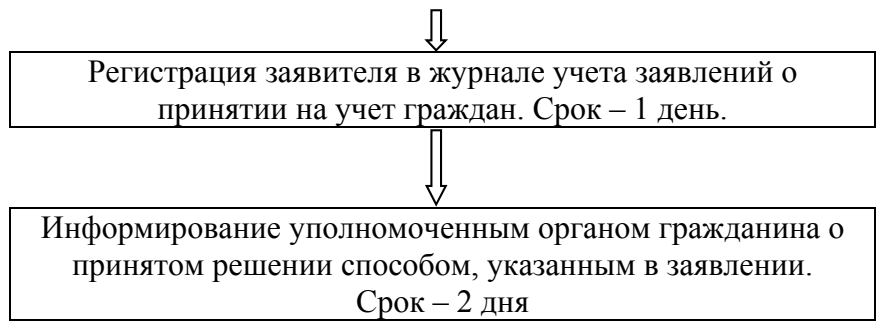 Регистрация заявителя в журнале учета заявлений о
принятии на учет граждан. Срок – 1 день.
Информирование уполномоченным органом гражданина о
принятом решении способом, указанным в заявлении.
Срок – 2 дня